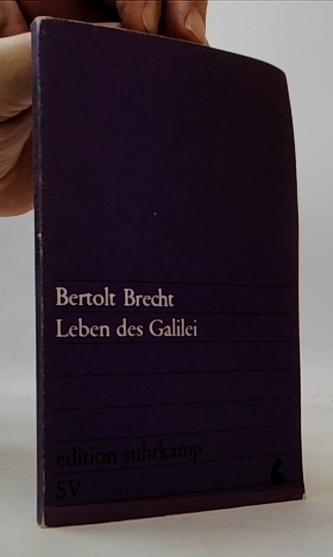 Bertolt Brecht
Leben des Galilei
edition suhrkamp
SV
6